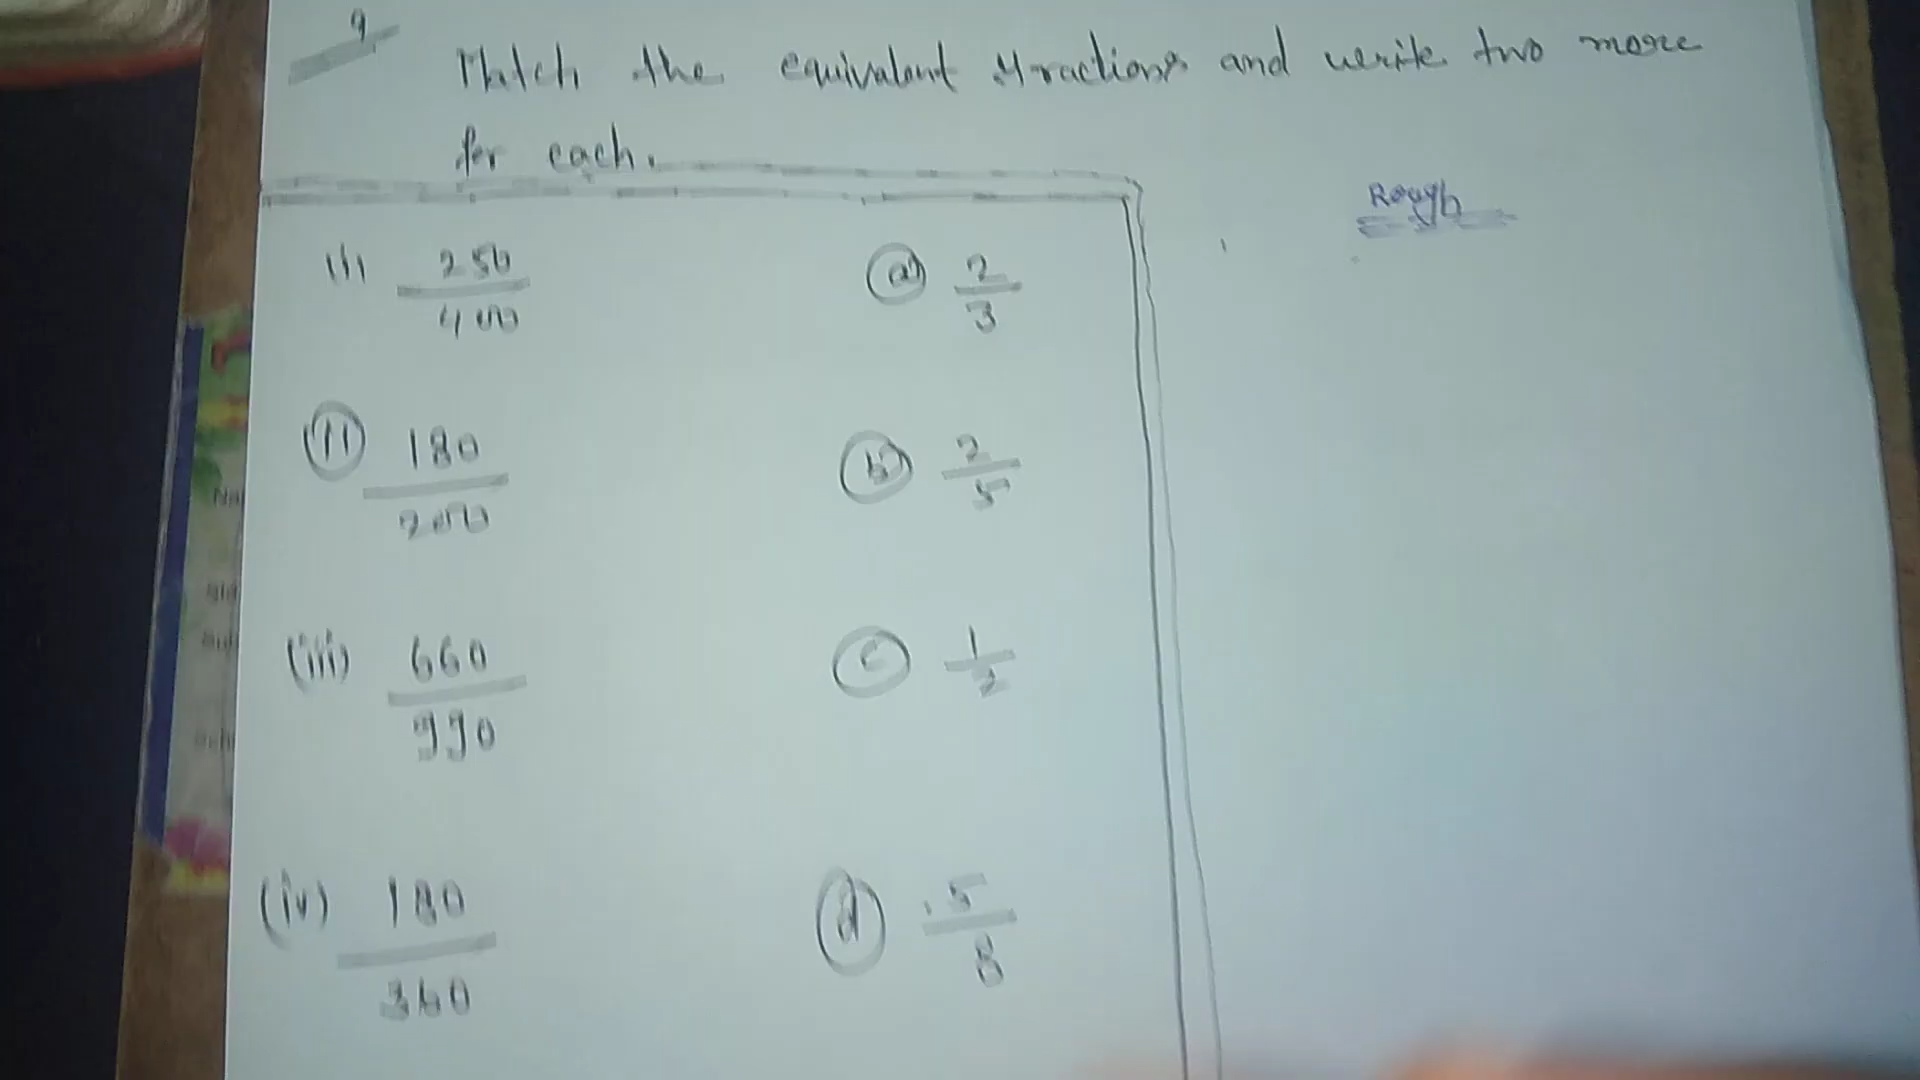 9
Match the equivalent fractions and write two more
for each.
Rough
(i) 250/400
(a) 2/3
(ii) 180/200
(b) 2/5
(iii) 660/990
(c) 1/2
(iv) 180/360
(d) 5/8